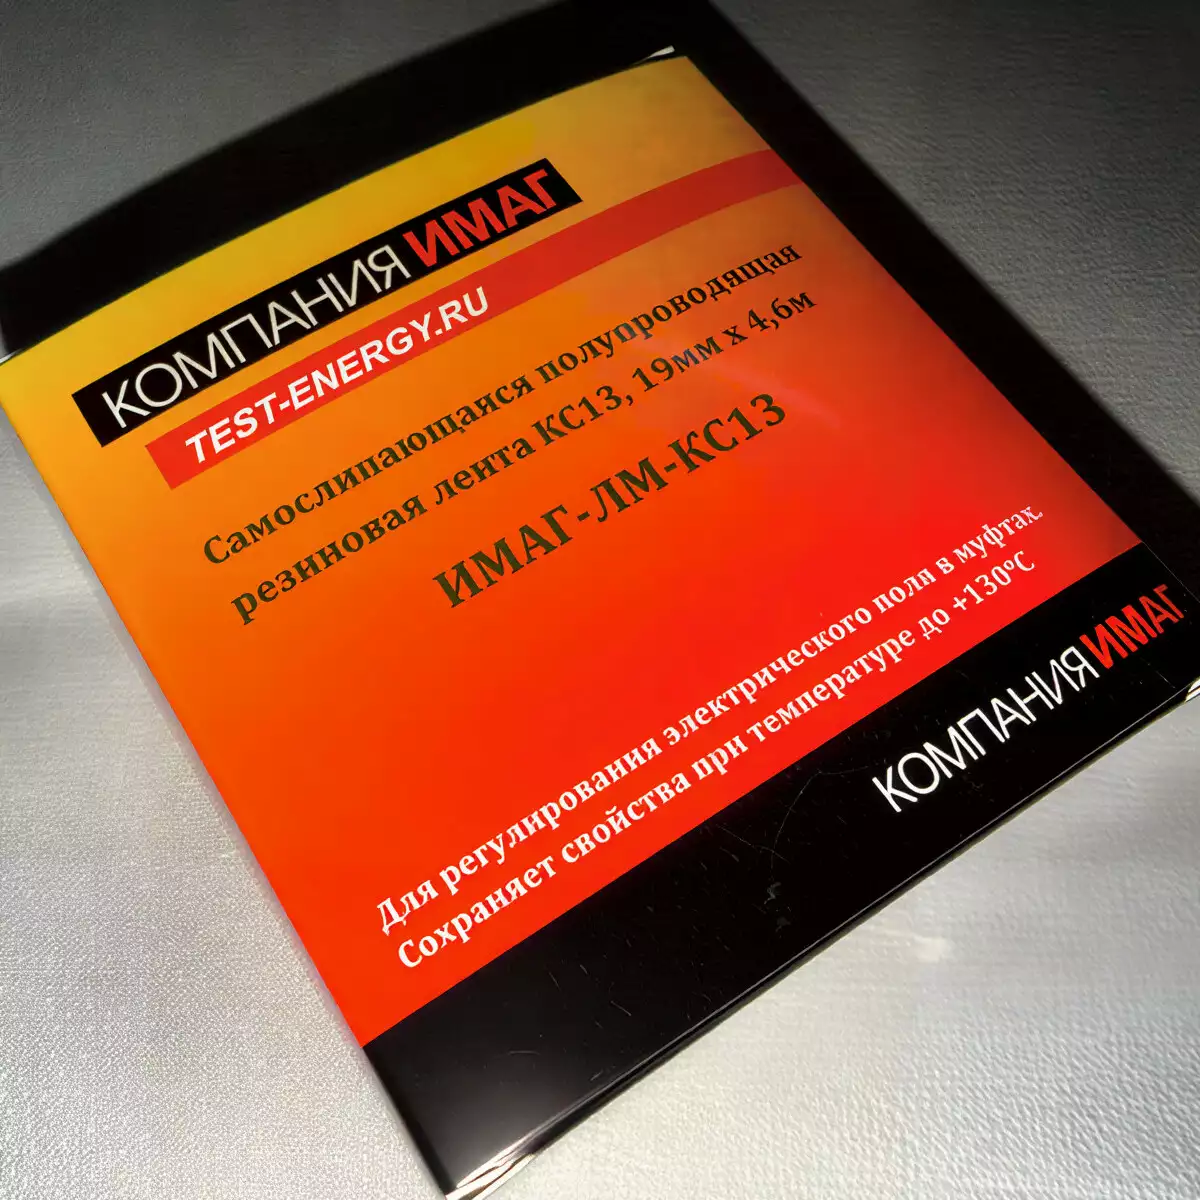 КОМПАНИЯ ИМАГ
TEST-ENERGY.RU
Самослипающаяся полупроводящая
резиновая лента КС13, 19мм х 4,6м
ИМАГ-ЛМ-КС13
Для регулирования электрического поля в муфтах.
Сохраняет свойства при температуре до +130ºС
КОМПАНИЯ ИМАГ